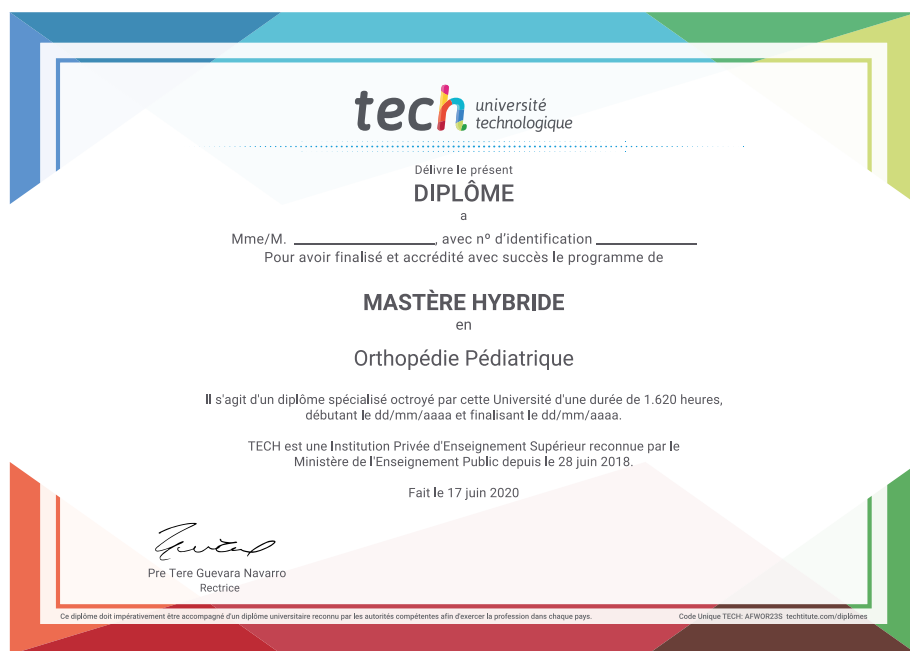 tech université
technologique
Délivre le présent
DIPLÔME
a
Mme/M. ____________, avec nº d'identification ____________
Pour avoir finalisé et accrédité avec succès le programme de
MASTÈRE HYBRIDE
en
Orthopédie Pédiatrique
Il s'agit d'un diplôme spécialisé octroyé par cette Université d'une durée de 1.620 heures,
débutant le dd/mm/aaaa et finalisant le dd/mm/aaaa.
TECH est une Institution Privée d'Enseignement Supérieur reconnue par le
Ministère de l'Enseignement Public depuis le 28 juin 2018.
Fait le 17 juin 2020
Pre Tere Guevara Navarro
Rectrice
Ce diplôme doit impérativement être accompagné d'un diplôme universitaire reconnu par les autorités compétentes afin d'exercer la profession dans chaque pays.
Code Unique TECH: AFWOR23S techtitute.com/diplômes